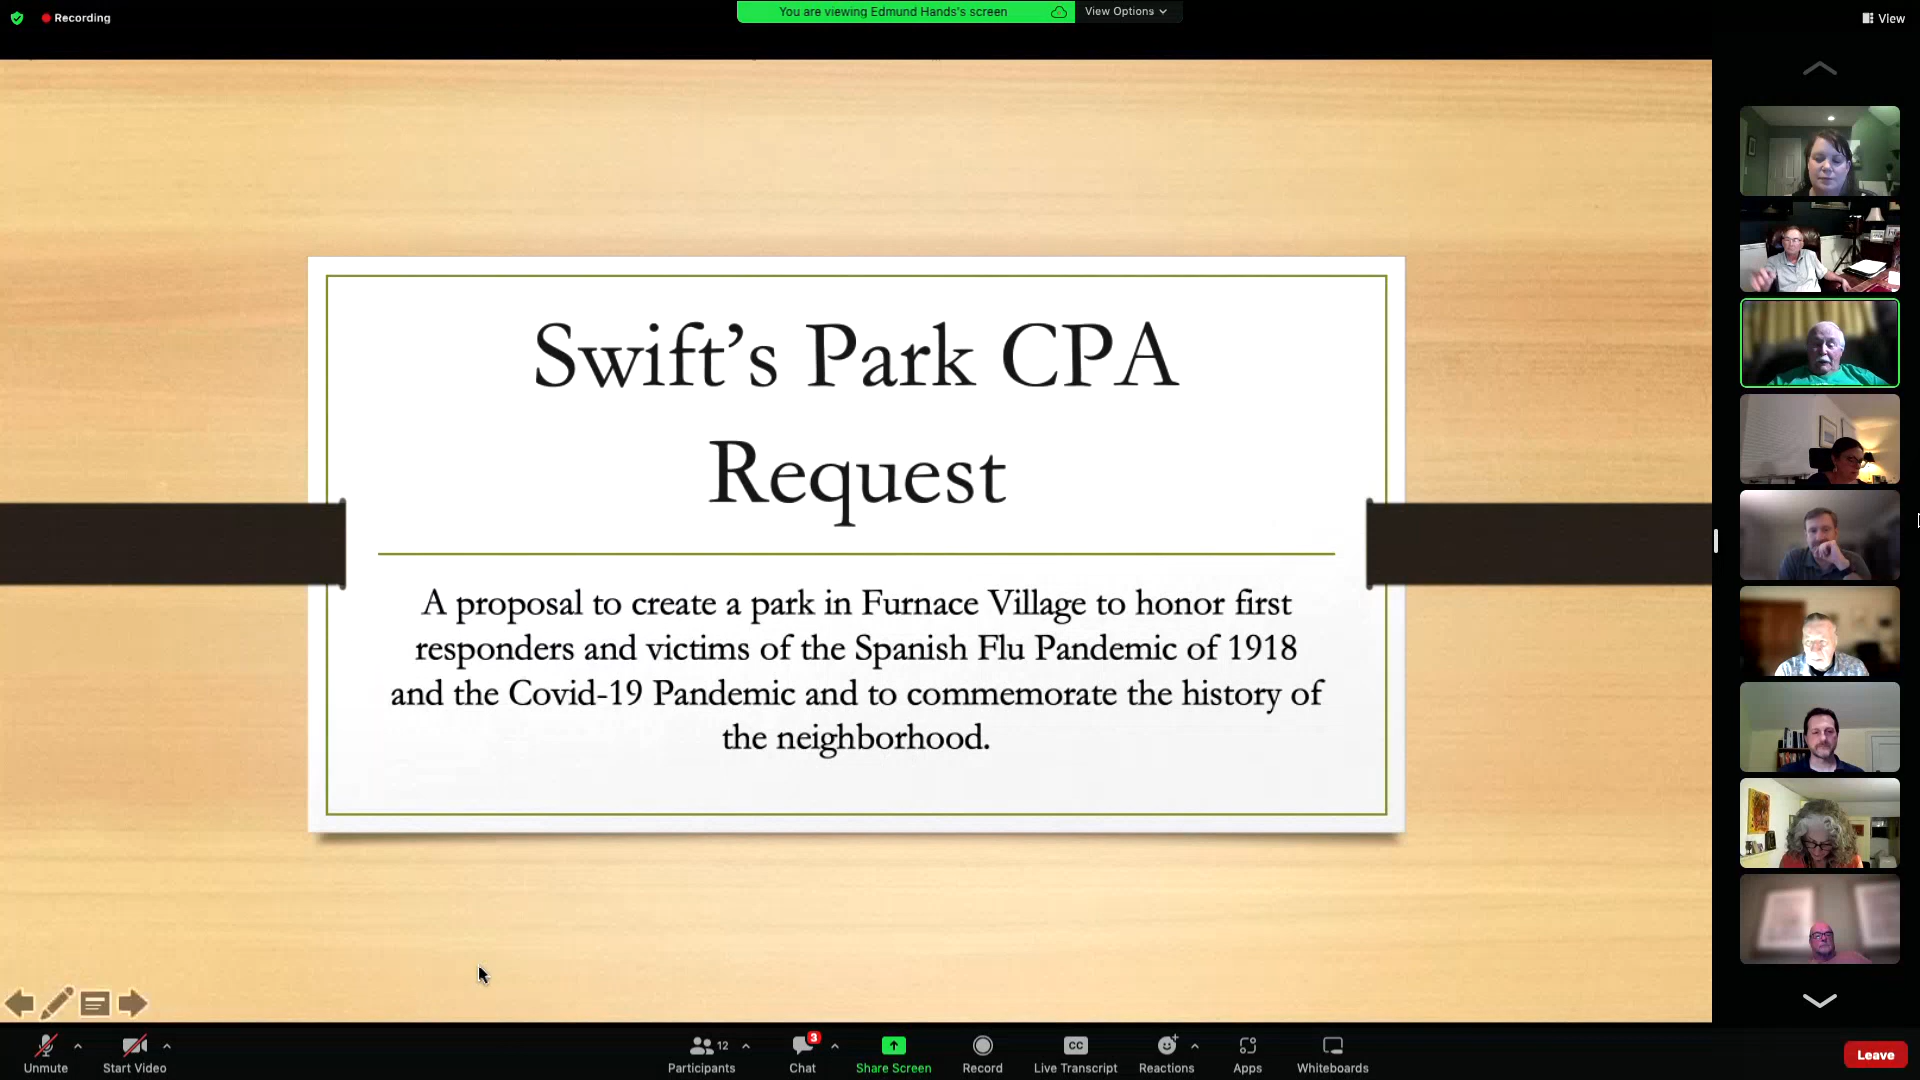 Recording
You are viewing Edmund Hands's screen
View Options
View
Swift's Park CPA
Request
A proposal to create a park in Furnace Village to honor first
responders and victims of the Spanish Flu Pandemic of 1918
and the Covid-19 Pandemic and to commemorate the history of
the neighborhood.
Unmute
Start Video
12
Participants
3
Chat
Share Screen
Record
CC
Live Transcript
Reactions
Apps
Whiteboards
Leave